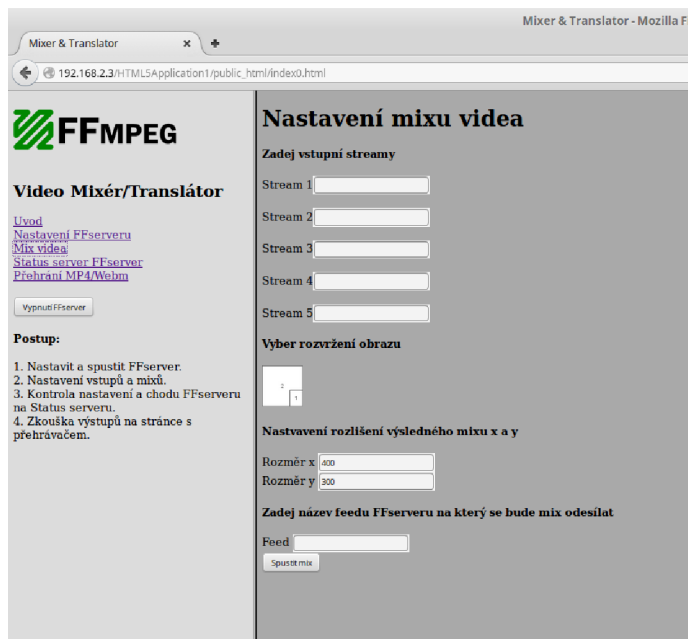 Mixer & Translator - Mozilla F
Mixer & Translator
192.168.2.3/HTML5Application1/public_html/index0.html
FFMPEG
Video Mixér/Translátor
Uvod
Nastavení FFserveru
Mix videa
Status server FFserver
Přehrání MP4/Webm
Vypnutí FFserver
Postup:
1. Nastavit a spustit FFserver.
2. Nastavení vstupů a mixů.
3. Kontrola nastavení a chodu FFserveru
na Status serveru.
4. Zkouška výstupů na stránce s
přehrávačem.
Nastavení mixu videa
Zadej vstupní streamy
Stream 1
Stream 2
Stream 3
Stream 4
Stream 5
Vyber rozvržení obrazu
2
1
Nastvavení rozlišení výsledného mixu x a y
Rozměr x 400
Rozměr y 300
Zadej název feedu FFserveru na který se bude mix odesílat
Feed
Spustit mix